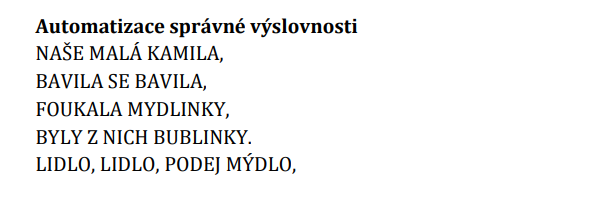 Automatizace správné výslovnosti
NAŠE MALÁ KAMILA,
BAVILA SE BAVILA,
FOUKALA MYDLINKY,
BYLY Z NICH BUBLINKY.
LIDLO, LIDLO, PODEJ MÝDLO,